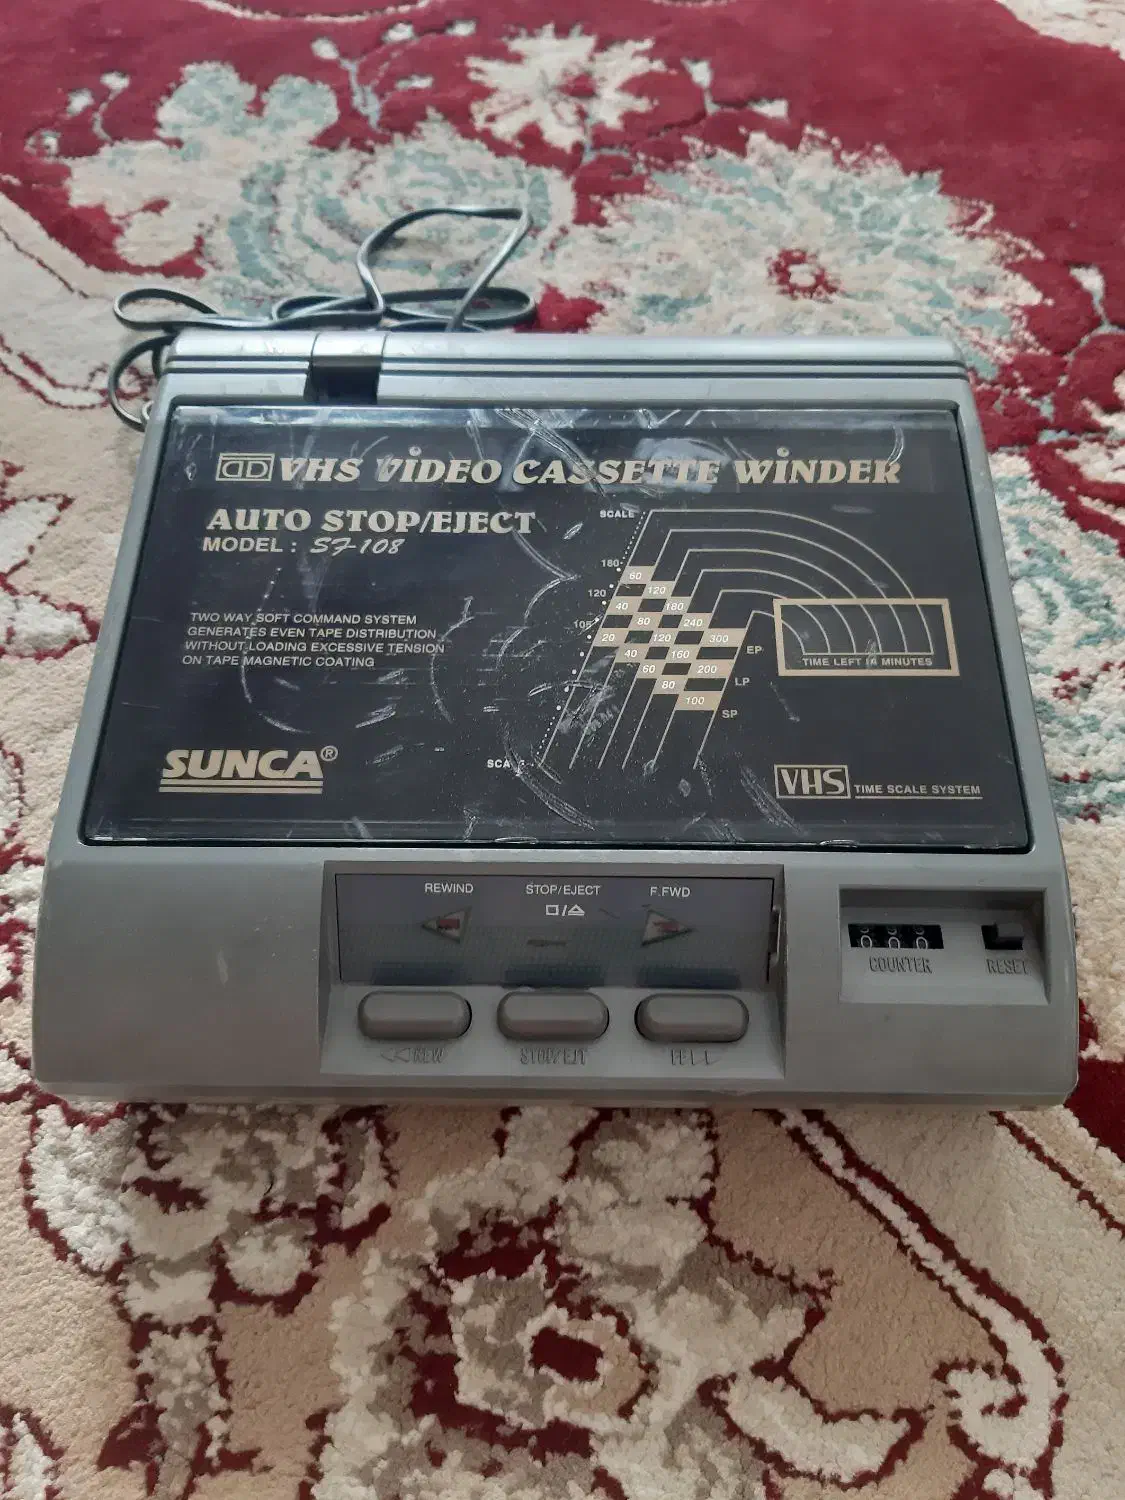 VHS VIDEO CASSETTE WINDER
AUTO STOP/EJECT
MODEL : SF-108
TWO WAY SOFT COMMAND SYSTEM
GENERATES EVEN TAPE DISTRIBUTION
WITHOUT LOADING EXCESSIVE TENSION
ON TAPE MAGNETIC COATING
SUNCA®
SCALE
180
120
105
60 120 180 240 300 EP
40 80 120 160 200 LP
20 40 60 80 100 SP
SCALE
TIME LEFT IN MINUTES
VHS TIME SCALE SYSTEM
REWIND STOP/EJECT F.FWD
COUNTER RESET
REW STOP/EJT